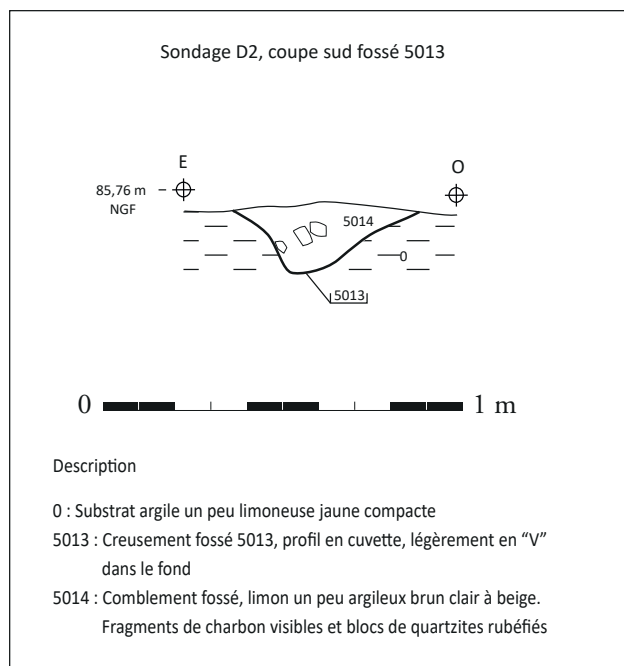 Sondage D2, coupe sud fossé 5013
E
O
85,76 m
NGF
5014
0
5013
0
1 m
Description
0 : Substrat argile un peu limoneuse jaune compacte
5013 : Creusement fossé 5013, profil en cuvette, légèrement en “V”
dans le fond
5014 : Comblement fossé, limon un peu argileux brun clair à beige.
Fragments de charbon visibles et blocs de quartzites rubéfiés